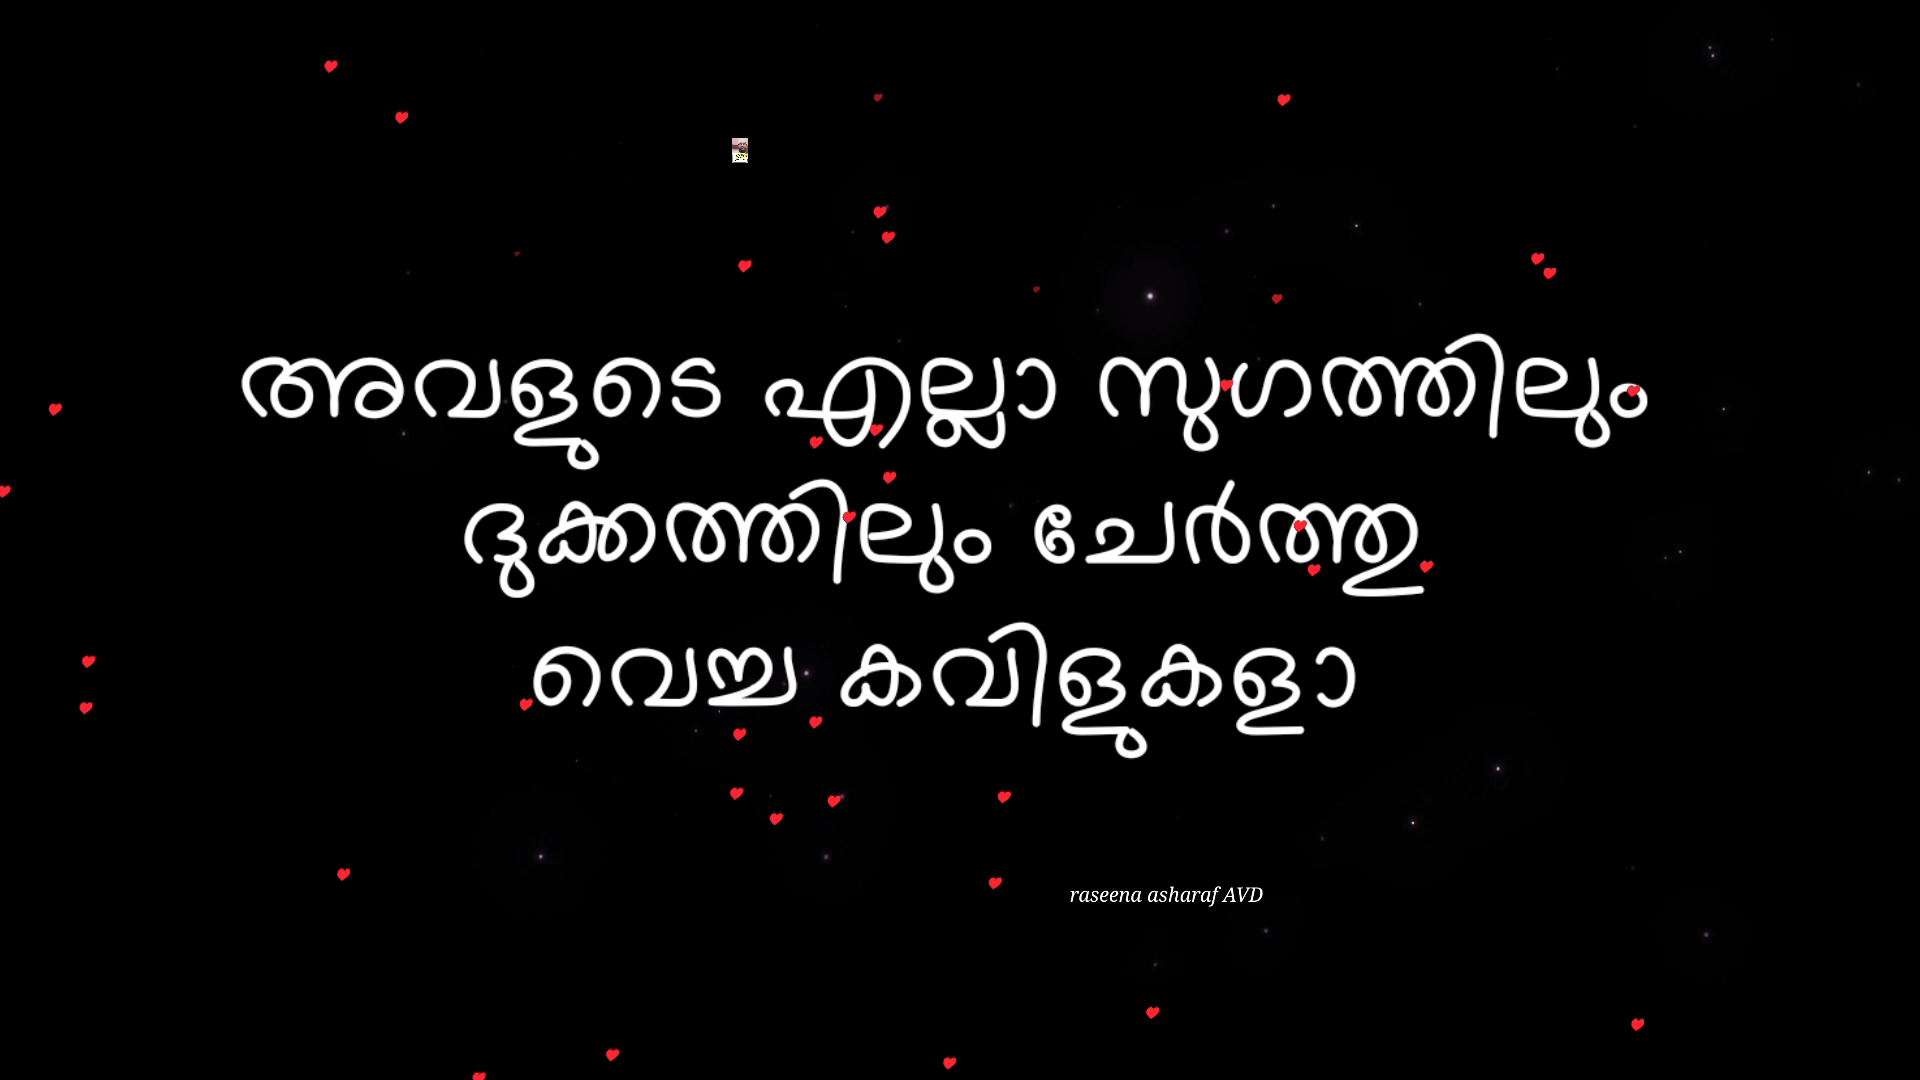 അവളുടെ എല്ലാ സുഗത്തിലും
ദുക്കത്തിലും ചേർത്തു
വെച്ച കവിളുകളാ
raseena asharaf AVD